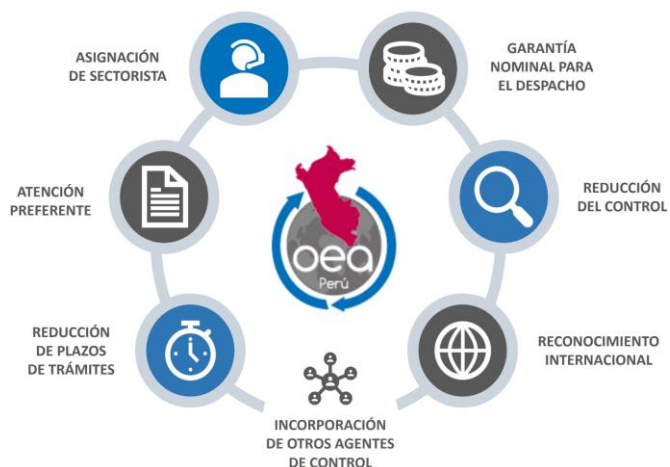 ASIGNACIÓN
DE SECTORISTA
GARANTÍA
NOMINAL PARA
EL DESPACHO
ATENCIÓN
PREFERENTE
REDUCCIÓN
DEL CONTROL
oea
Perú
REDUCCIÓN
DE PLAZOS
DE TRÁMITES
RECONOCIMIENTO
INTERNACIONAL
INCORPORACIÓN
DE OTROS AGENTES
DE CONTROL